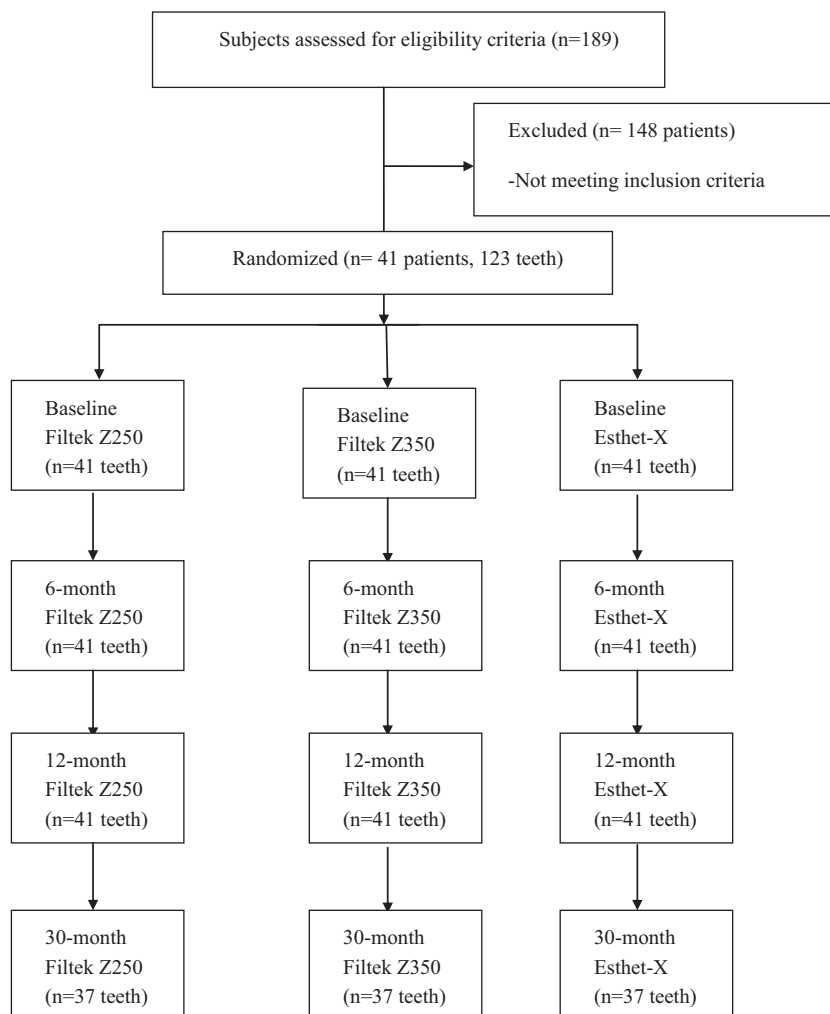 Subjects assessed for eligibility criteria (n=189)
Excluded (n= 148 patients)
-Not meeting inclusion criteria
Randomized (n= 41 patients, 123 teeth)
Baseline
Filtek Z250
(n=41 teeth)
Baseline
Filtek Z350
(n=41 teeth)
Baseline
Esthet-X
(n=41 teeth)
6-month
Filtek Z250
(n=41 teeth)
6-month
Filtek Z350
(n=41 teeth)
6-month
Esthet-X
(n=41 teeth)
12-month
Filtek Z250
(n=41 teeth)
12-month
Filtek Z350
(n=41 teeth)
12-month
Esthet-X
(n=41 teeth)
30-month
Filtek Z250
(n=37 teeth)
30-month
Filtek Z350
(n=37 teeth)
30-month
Esthet-X
(n=37 teeth)